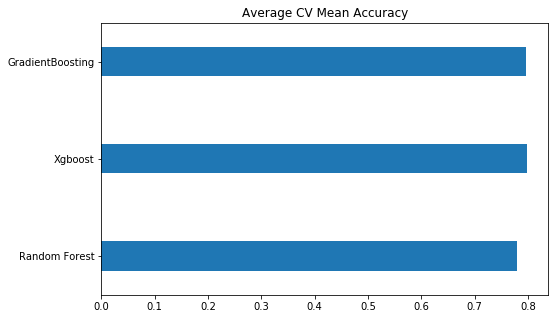 Average CV Mean Accuracy
GradientBoosting
Xgboost
Random Forest
0.0 0.1 0.2 0.3 0.4 0.5 0.6 0.7 0.8